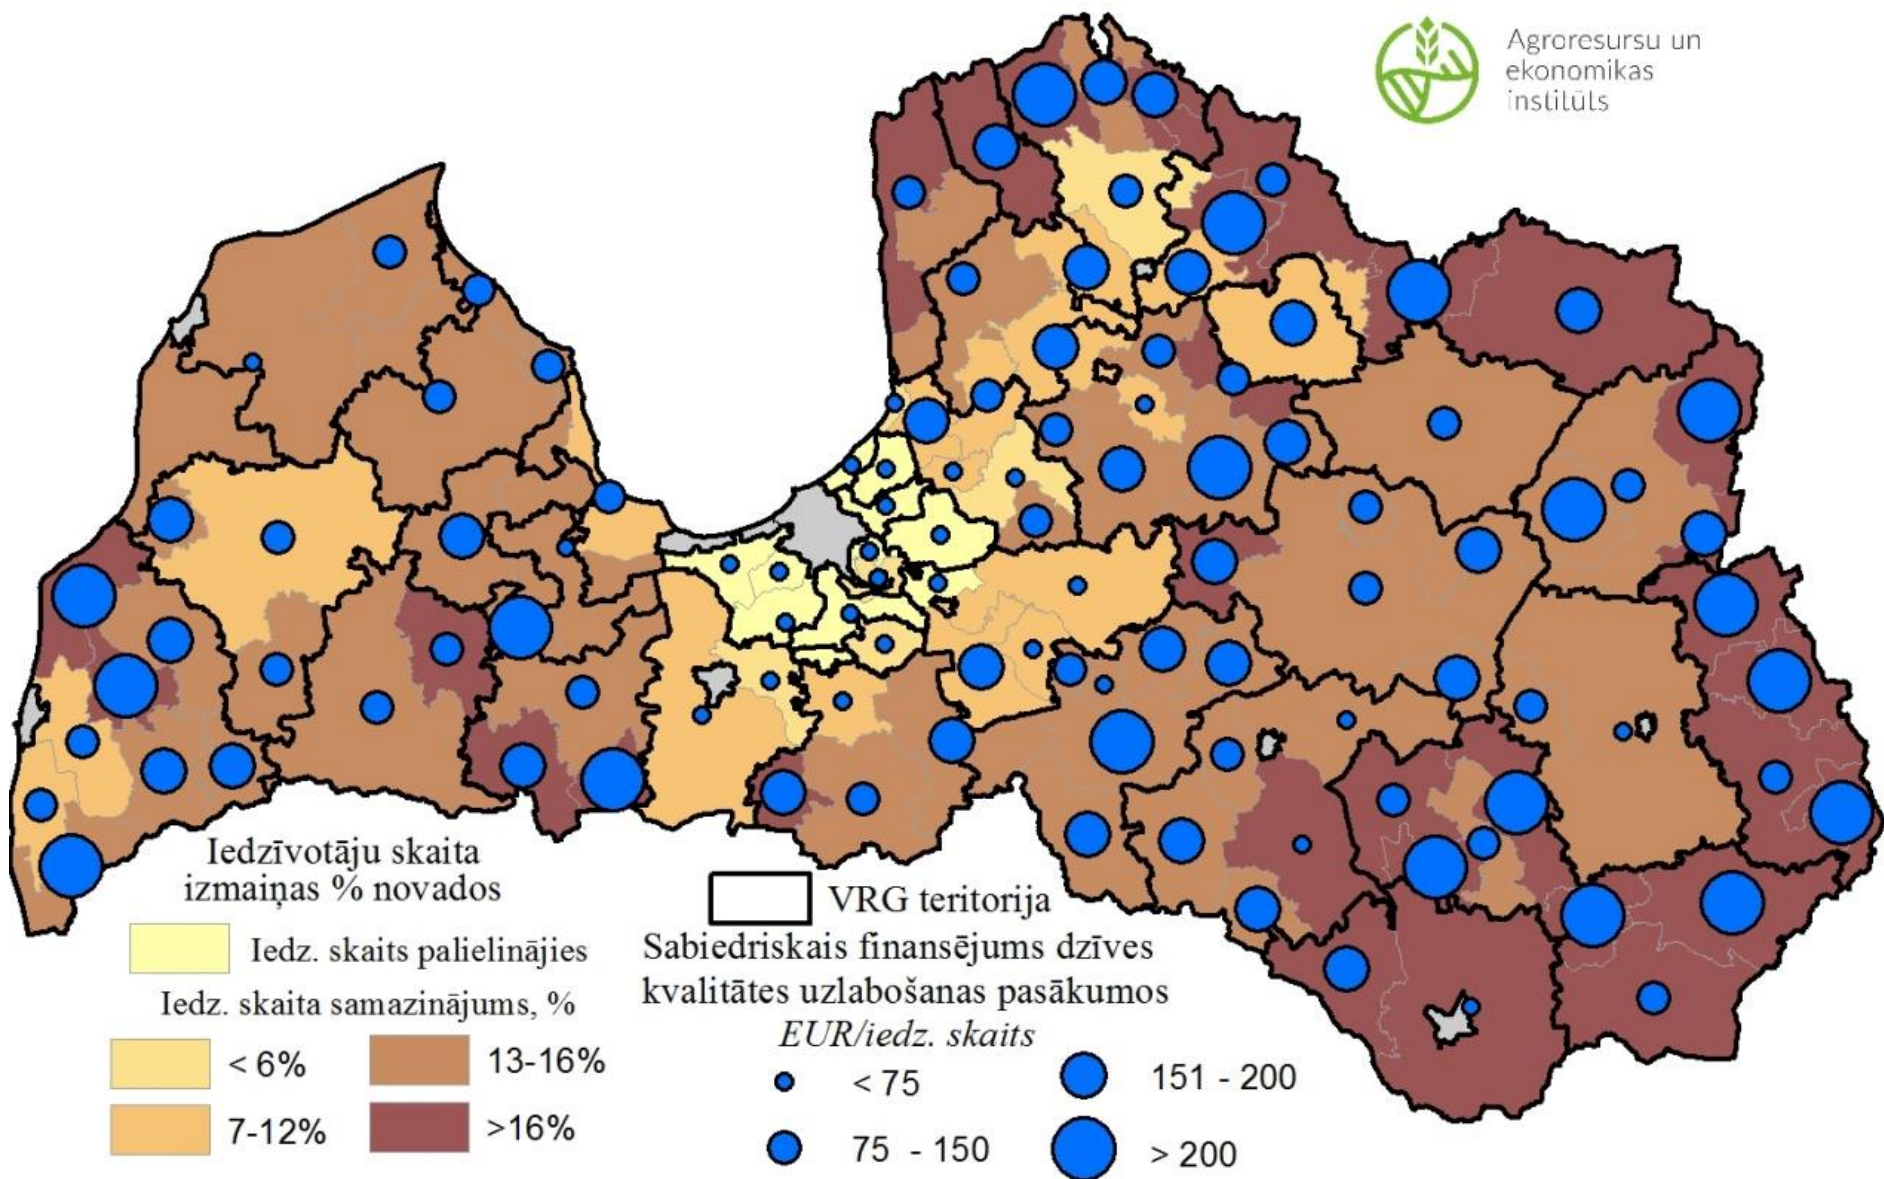 Agroresursu un
ekonomikas
institūts
Iedzīvotāju skaita
izmaiņas % novados
Iedz. skaits palielinājies
Iedz. skaita samazinājums, %
< 6%
13-16%
7-12%
>16%
VRG teritorija
Sabiedriskais finansējums dzīves
kvalitātes uzlabošanas pasākumos
EUR/iedz. skaits
< 75
151 - 200
75 - 150
> 200